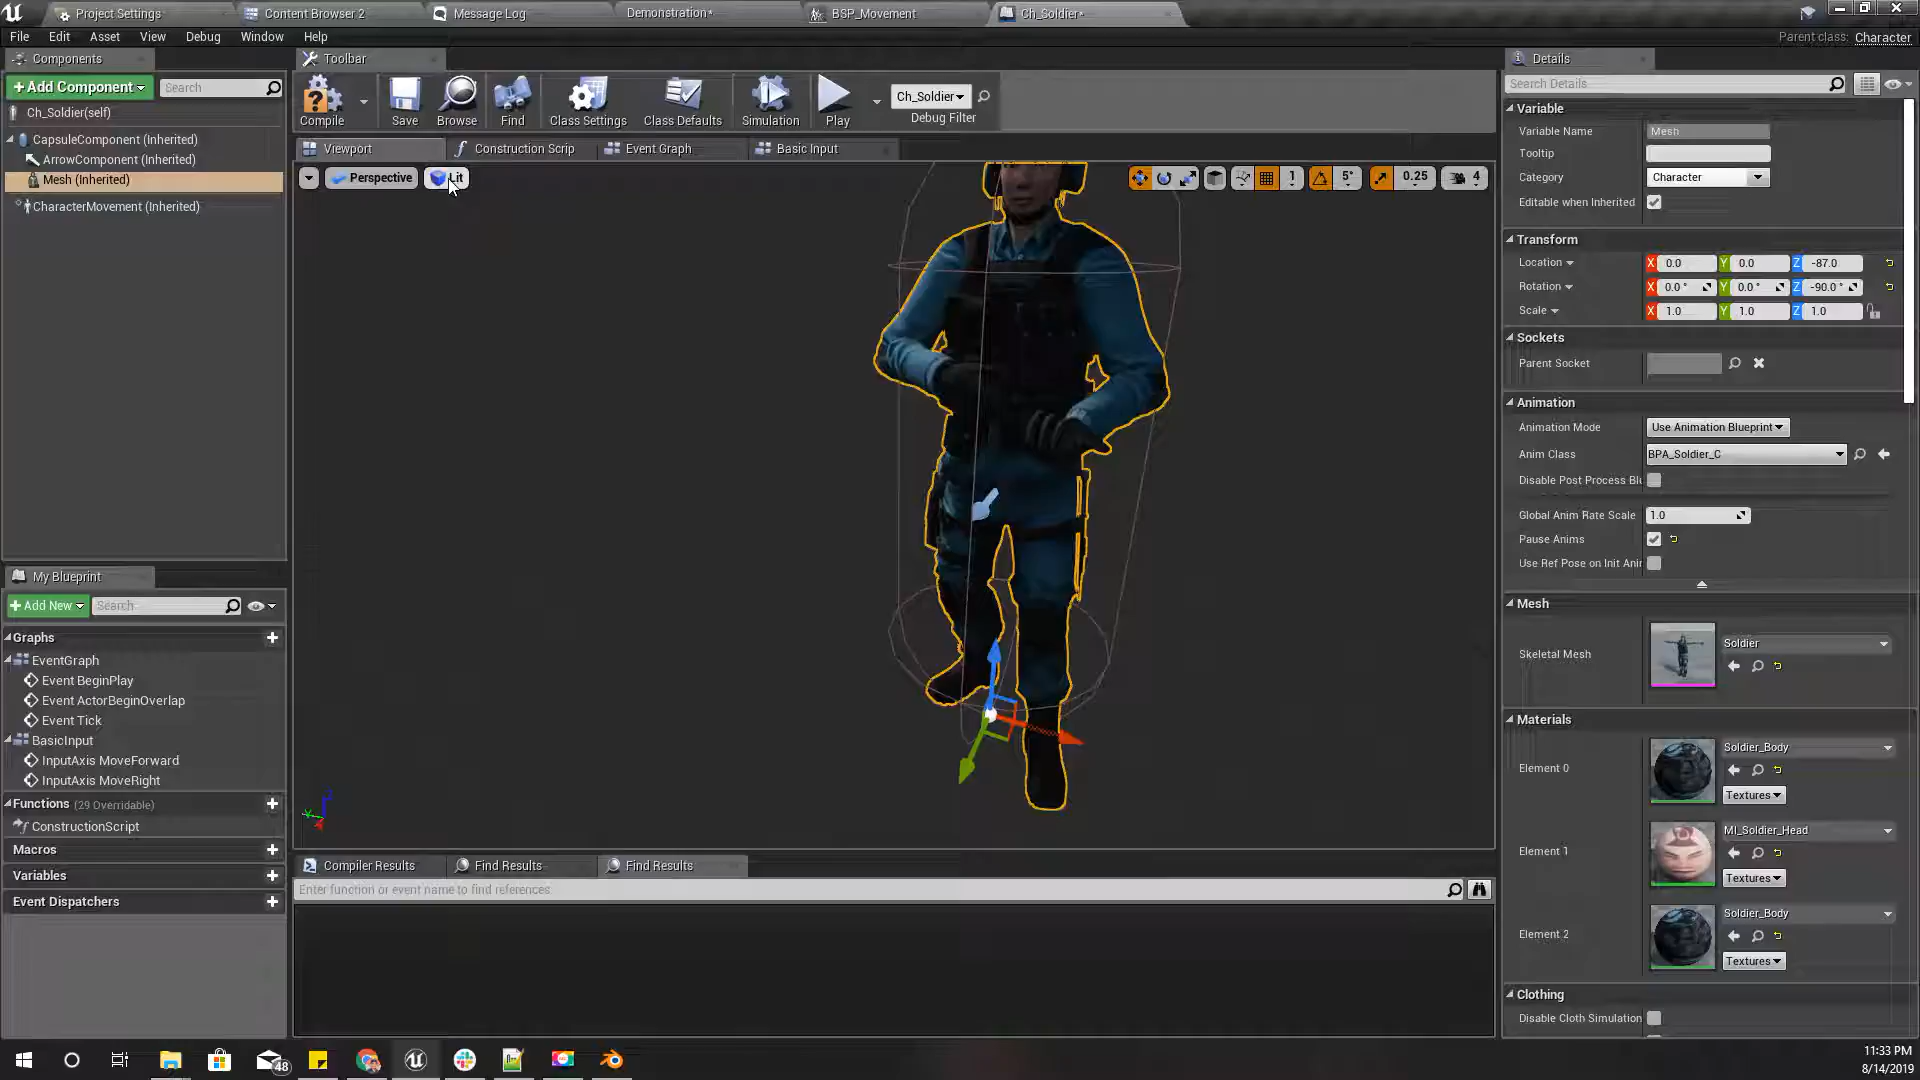 Project Settings
Content Browser 2
Message Log
Demonstration*
BSP_Movement
Ch_Soldier*
File Edit Asset View Debug Window Help
Parent class: Character
Components
+Add Component
Search
Ch_Soldier(self)
CapsuleComponent (Inherited)
ArrowComponent (Inherited)
Mesh (Inherited)
CharacterMovement (Inherited)
My Blueprint
+Add New
Search
Graphs
EventGraph
Event BeginPlay
Event ActorBeginOverlap
Event Tick
BasicInput
InputAxis MoveForward
InputAxis MoveRight
Functions (29 Overridable)
ConstructionScript
Macros
Variables
Event Dispatchers
Toolbar
Compile
Save
Browse
Find
Class Settings
Class Defaults
Simulation
Play
Ch_Soldier
Debug Filter
Viewport
Construction Scrip
Event Graph
Basic Input
Perspective
Lit
1
5°
0.25
4
Compiler Results
Find Results
Find Results
Enter function or event name to find references
Details
Search Details
Variable
Variable Name Mesh
Tooltip
Category Character
Editable when Inherited
Transform
Location X 0.0 Y 0.0 Z -87.0
Rotation X 0.0 ° Y 0.0 ° Z -90.0 °
Scale X 1.0 Y 1.0 Z 1.0
Sockets
Parent Socket
Animation
Animation Mode Use Animation Blueprint
Anim Class BPA_Soldier_C
Disable Post Process Blu
Global Anim Rate Scale 1.0
Pause Anims
Use Ref Pose on Init Anir
Mesh
Skeletal Mesh Soldier
Materials
Element 0 Soldier_Body
Textures
Element 1 MI_Soldier_Head
Textures
Element 2 Soldier_Body
Textures
Clothing
Disable Cloth Simulation
48
11:33 PM
8/14/2019